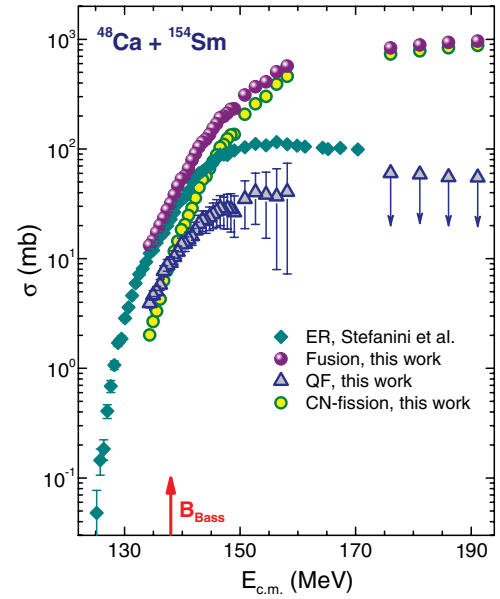 ⁴⁸Ca + ¹⁵⁴Sm
σ (mb)
10³
10²
10¹
10⁰
10⁻¹
ER, Stefanini et al.
Fusion, this work
QF, this work
CN-fission, this work
B_Bass
130 150 170 190
E_c.m. (MeV)